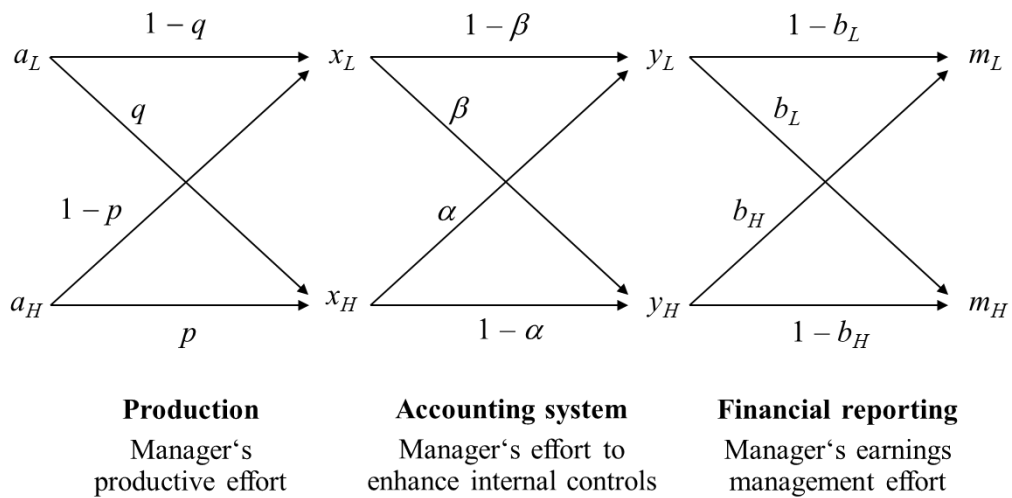 1 − q 1 − β 1 − b_L
a_L x_L y_L m_L
q β b_L
1 − p α b_H
a_H x_H y_H m_H
p 1 − α 1 − b_H
Production Accounting system Financial reporting
Manager‘s Manager‘s effort to Manager‘s earnings
productive effort enhance internal controls management effort